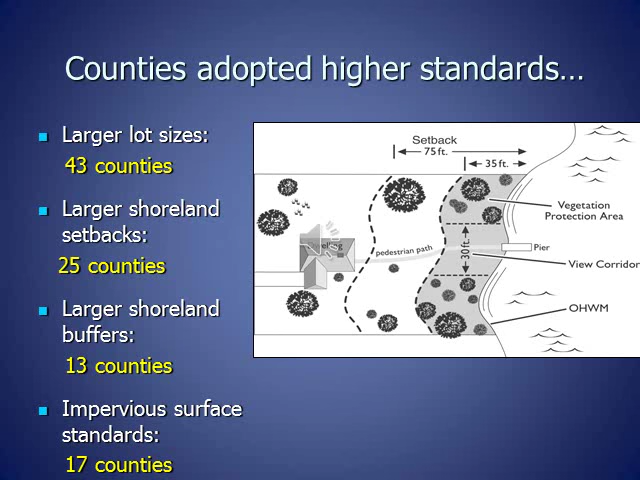 Counties adopted higher standards...
Larger lot sizes:
43 counties
Larger shoreland
setbacks:
25 counties
Larger shoreland
buffers:
13 counties
Impervious surface
standards:
17 counties
Setback
75 ft.
35 ft.
Vegetation
Protection Area
pedestrian path
30 ft.
Pier
View Corridor
OHWM